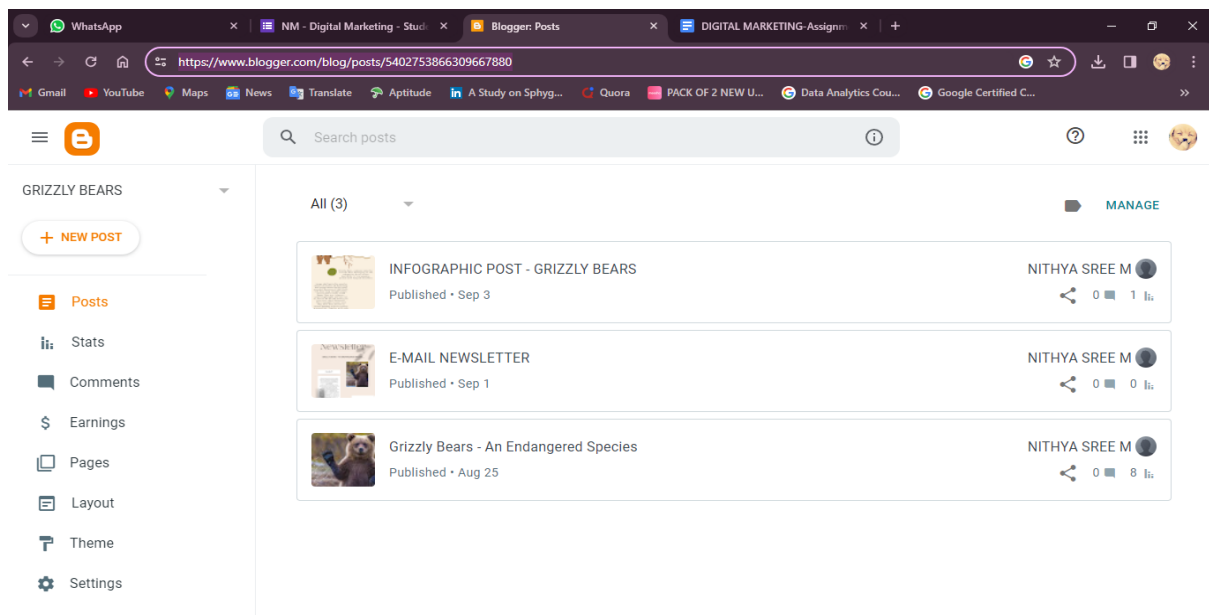 WhatsApp
NM - Digital Marketing - Stude
Blogger: Posts
DIGITAL MARKETING-Assignm
https://www.blogger.com/blog/posts/5402753866309667880
Gmail YouTube Maps News Translate Aptitude A Study on Sphyg... Quora PACK OF 2 NEW U... Data Analytics Cou... Google Certified C... »
Search posts
GRIZZLY BEARS
+ NEW POST
Posts
Stats
Comments
Earnings
Pages
Layout
Theme
Settings
All (3)
MANAGE
INFOGRAPHIC POST - GRIZZLY BEARS
NITHYA SREE M
Published • Sep 3
0 1
Newsletter
E-MAIL NEWSLETTER
NITHYA SREE M
Published • Sep 1
0 0
Grizzly Bears - An Endangered Species
NITHYA SREE M
Published • Aug 25
0 8